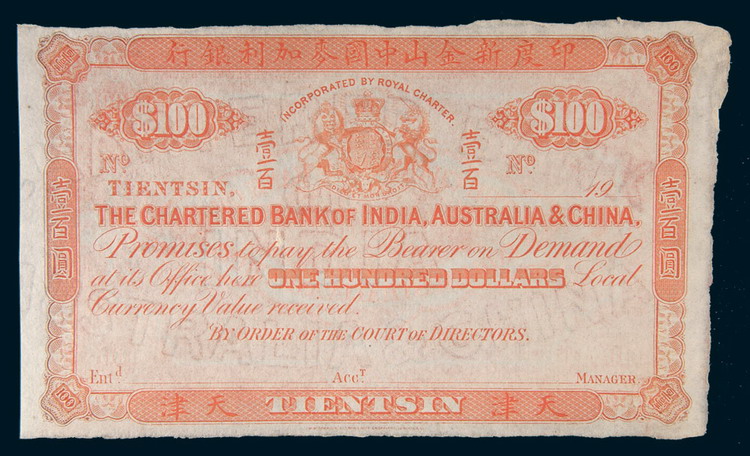 印度新金山中國匯加利銀行
100
INCORPORATED BY ROYAL CHARTER.
$100 $100
壹百 壹百
No No
TIENTSIN, 19
THE CHARTERED BANK OF INDIA, AUSTRALIA & CHINA,
Promises to pay the Bearer on Demand
at its Office here ONE HUNDRED DOLLARS Local
Currency Value received.
壹百圓 壹百圓
BY ORDER OF THE COURT OF DIRECTORS.
Entd AccT MANAGER
100
津天 TIENTSIN 津天